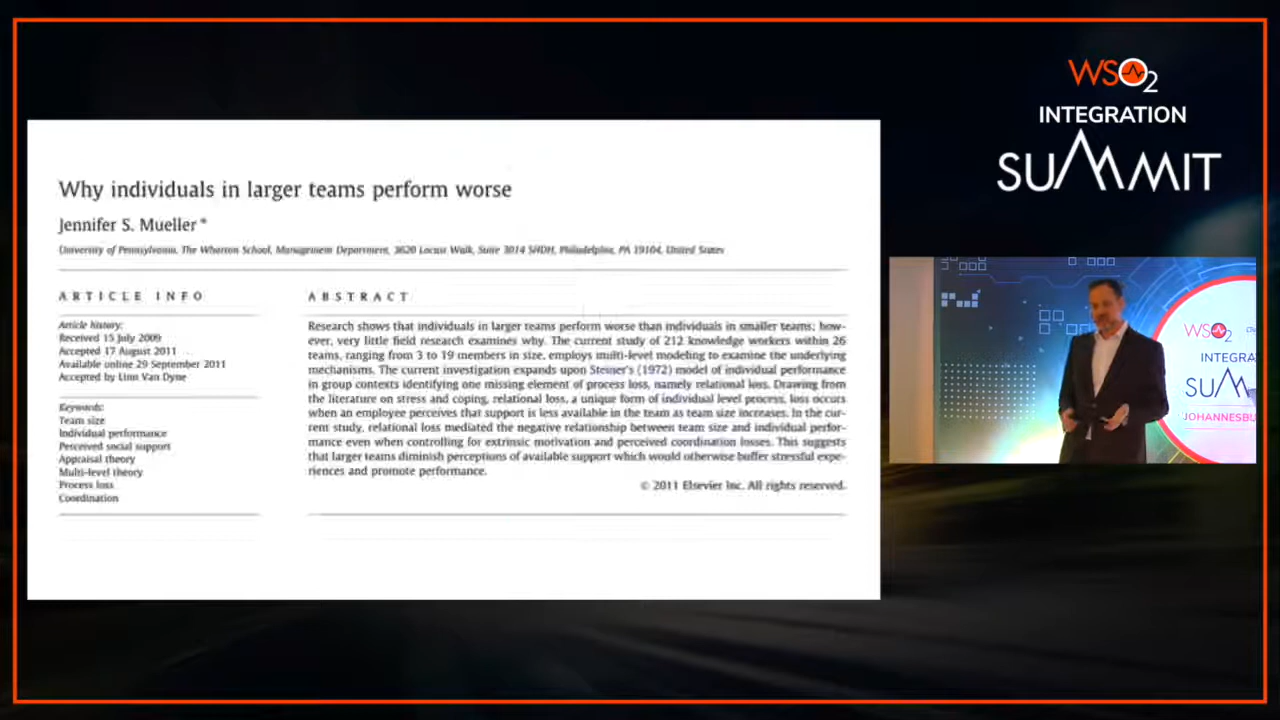 WSO2
INTEGRATION
SUMMIT
Why individuals in larger teams perform worse
Jennifer S. Mueller *
University of Pennsylvania, The Wharton School, Management Department, 3620 Locust Walk, Suite 3014 SHDH, Philadelphia, PA 19104, United States
ARTICLE INFO
Article history:
Received 15 July 2009
Accepted 17 August 2011
Available online 29 September 2011
Accepted by Linn Van Dyne
Keywords:
Team size
Individual performance
Perceived social support
Appraisal theory
Multi-level theory
Process loss
Coordination
ABSTRACT
Research shows that individuals in larger teams perform worse than individuals in smaller teams; how-
ever, very little field research examines why. The current study of 212 knowledge workers within 26
teams, ranging from 3 to 19 members in size, employs multi-level modeling to examine the underlying
mechanisms. The current investigation expands upon Steiner's (1972) model of individual performance
in group contexts identifying one missing element of process loss, namely relational loss. Drawing from
the literature on stress and coping, relational loss, a unique form of individual level process, loss occurs
when an employee perceives that support is less available in the team as team size increases. In the cur-
rent study, relational loss mediated the negative relationship between team size and individual perfor-
mance even when controlling for extrinsic motivation and perceived coordination losses. This suggests
that larger teams diminish perceptions of available support which would otherwise buffer stressful expe-
riences and promote performance.
© 2011 Elsevier Inc. All rights reserved.
WSO2
INTEGRA
SUM
JOHANNESBU